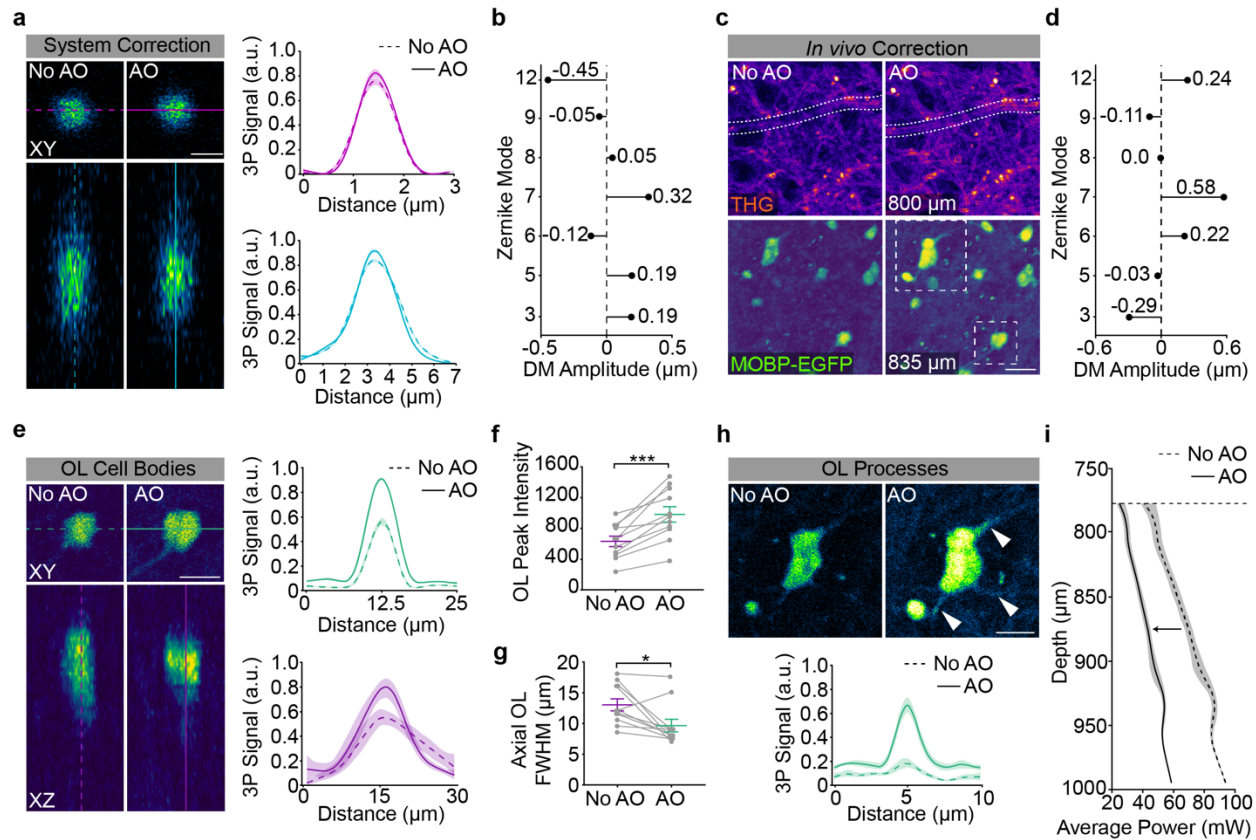 a
System Correction
No AO
AO
XY
No AO
AO
3P Signal (a.u.)
1.0
0.8
0.6
0.4
0.2
0
0
1
2
3
Distance (µm)
3P Signal (a.u.)
1.0
0.8
0.6
0.4
0.2
0
0
1
2
3
4
5
6
7
Distance (µm)
b
Zernike Mode
12
9
8
7
6
5
3
-0.45
-0.05
0.05
0.32
-0.12
0.19
0.19
-0.5
0
0.5
DM Amplitude (µm)
c
In vivo Correction
No AO
AO
THG
800 µm
MOBP-EGFP
835 µm
d
Zernike Mode
12
9
8
7
6
5
3
0.24
-0.11
0.0
0.58
0.22
-0.03
-0.29
-0.6
0
0.6
DM Amplitude (µm)
e
OL Cell Bodies
No AO
AO
XY
XZ
No AO
AO
3P Signal (a.u.)
1.0
0.8
0.6
0.4
0.2
0
0
12.5
25
Distance (µm)
3P Signal (a.u.)
1.0
0.8
0.6
0.4
0.2
0
0
15
30
Distance (µm)
f
OL Peak Intensity
1600
1200
800
400
0
***
No AO
AO
g
Axial OL
FWHM (µm)
20
15
10
5
0
*
No AO
AO
h
OL Processes
No AO
AO
No AO
AO
3P Signal (a.u.)
1.0
0.8
0.6
0.4
0.2
0
0
5
10
Distance (µm)
i
No AO
AO
Depth (µm)
750
800
850
900
950
1000
20
40
60
80
100
Average Power (mW)